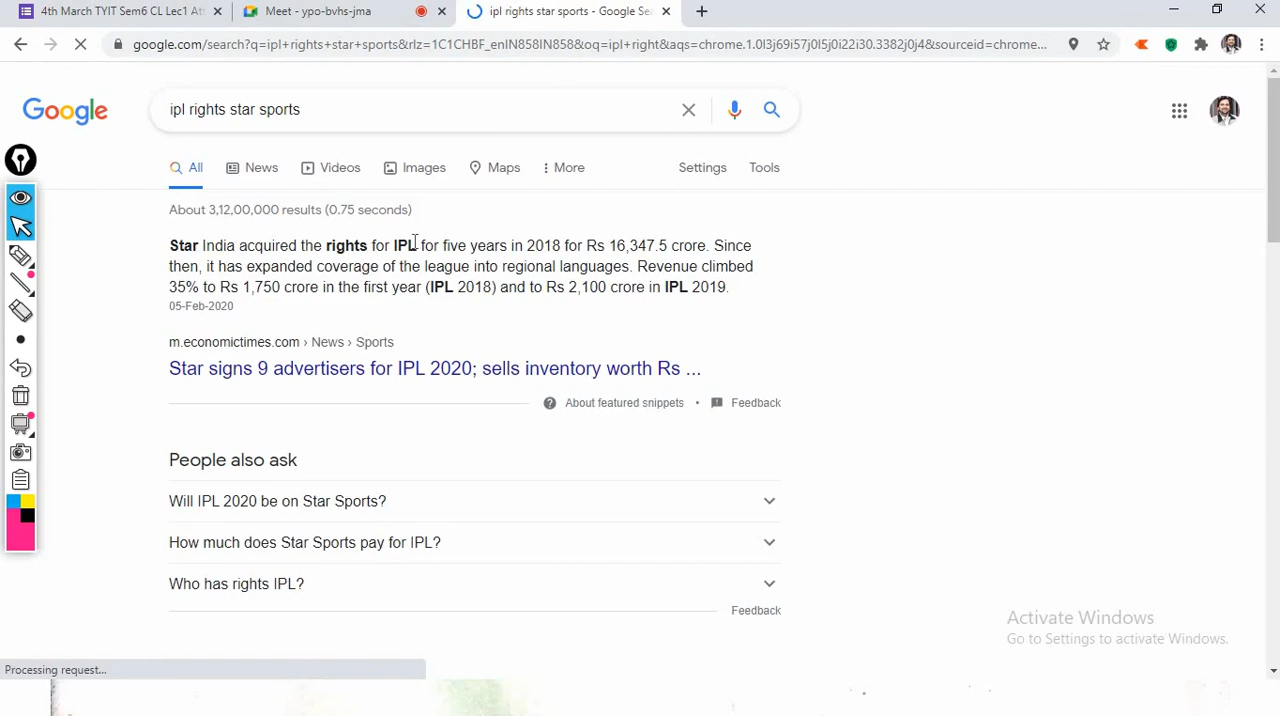 4th March TYIT Sem6 CL Lec1 Att
Meet - ypo-bvhs-jma
ipl rights star sports - Google Sea
google.com/search?q=ipl+rights+star+sports&rlz=1C1CHBF_enIN858IN858&oq=ipl+right&aqs=chrome.1.0l3j69i57j0l5j0i22i30.3382j0j4&sourceid=chrome...
Google
ipl rights star sports
All
News
Videos
Images
Maps
More
Settings
Tools
About 3,12,00,000 results (0.75 seconds)
Star India acquired the rights for IPL for five years in 2018 for Rs 16,347.5 crore. Since
then, it has expanded coverage of the league into regional languages. Revenue climbed
35% to Rs 1,750 crore in the first year (IPL 2018) and to Rs 2,100 crore in IPL 2019.
05-Feb-2020
m.economictimes.com › News › Sports
Star signs 9 advertisers for IPL 2020; sells inventory worth Rs ...
About featured snippets • Feedback
People also ask
Will IPL 2020 be on Star Sports?
How much does Star Sports pay for IPL?
Who has rights IPL?
Feedback
Activate Windows
Go to Settings to activate Windows.
Processing request...